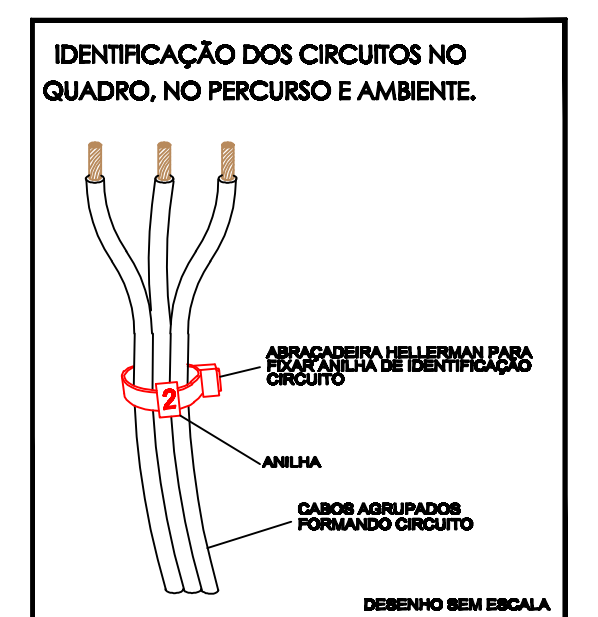 IDENTIFICAÇÃO DOS CIRCUITOS NO
QUADRO, NO PERCURSO E AMBIENTE.
ABRAÇADEIRA HELLERMAN PARA
FIXAR ANILHA DE IDENTIFICAÇÃO
CIRCUITO
2
ANILHA
CABOS AGRUPADOS
FORMANDO CIRCUITO
DESENHO SEM ESCALA